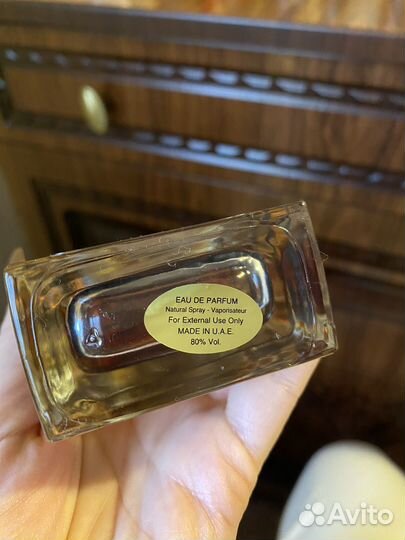 EAU DE PARFUM
Natural Spray - Vaporisateur
For External Use Only
MADE IN U.A.E.
80% Vol.
Avito